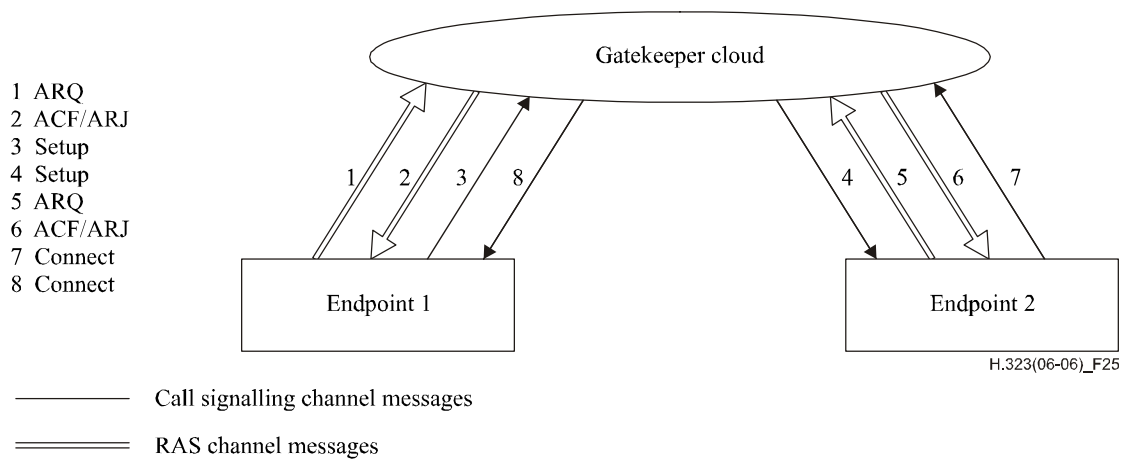 Gatekeeper cloud
1 ARQ
2 ACF/ARJ
3 Setup
4 Setup
5 ARQ
6 ACF/ARJ
7 Connect
8 Connect
1 2 3 8 4 5 6 7
Endpoint 1 Endpoint 2
H.323(06-06)_F25
Call signalling channel messages
RAS channel messages